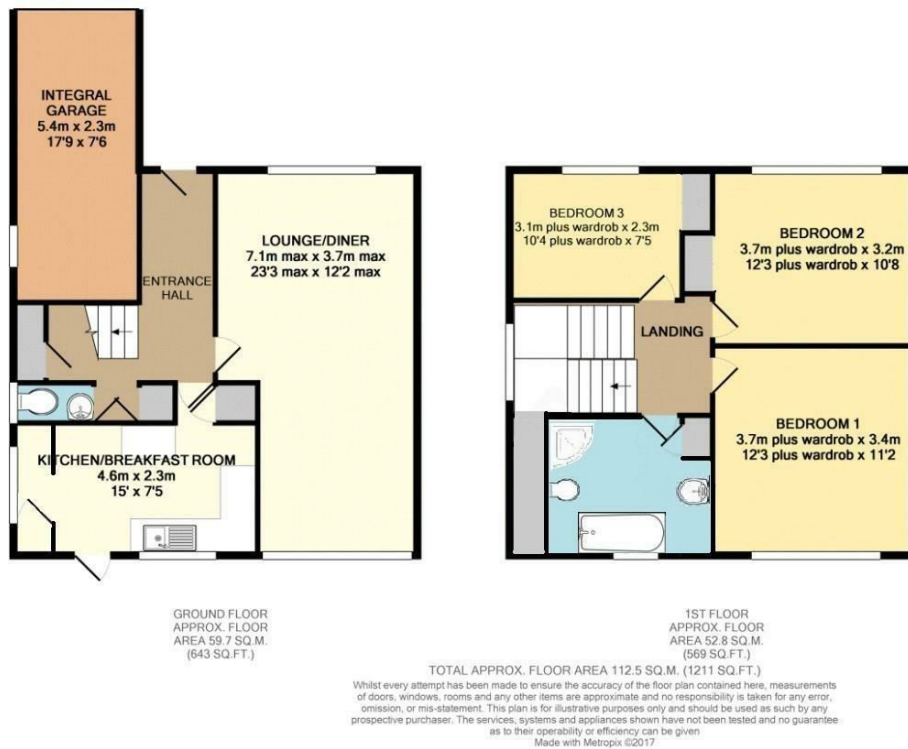 INTEGRAL
GARAGE
5.4m x 2.3m
17'9 x 7'6
ENTRANCE
HALL
LOUNGE/DINER
7.1m max x 3.7m max
23'3 max x 12'2 max
KITCHEN/BREAKFAST ROOM
4.6m x 2.3m
15' x 7'5
GROUND FLOOR
APPROX. FLOOR
AREA 59.7 SQ.M.
(643 SQ.FT.)
BEDROOM 3
3.1m plus wardrob x 2.3m
10'4 plus wardrob x 7'5
BEDROOM 2
3.7m plus wardrob x 3.2m
12'3 plus wardrob x 10'8
LANDING
BEDROOM 1
3.7m plus wardrob x 3.4m
12'3 plus wardrob x 11'2
1ST FLOOR
APPROX. FLOOR
AREA 52.8 SQ.M.
(569 SQ.FT.)
TOTAL APPROX. FLOOR AREA 112.5 SQ.M. (1211 SQ.FT.)
Whilst every attempt has been made to ensure the accuracy of the floor plan contained here, measurements
of doors, windows, rooms and any other items are approximate and no responsibility is taken for any error,
omission, or mis-statement. This plan is for illustrative purposes only and should be used as such by any
prospective purchaser. The services, systems and appliances shown have not been tested and no guarantee
as to their operability or efficiency can be given
Made with Metropix ©2017